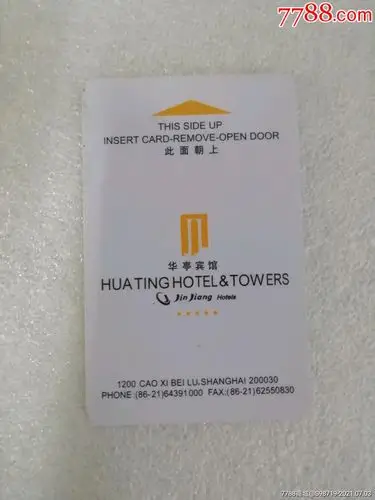 7788.com
THIS SIDE UP
INSERT CARD-REMOVE-OPEN DOOR
此面朝上
华亭宾馆
HUA TING HOTEL & TOWERS
Jin Jiang Hotels
1200 CAO XI BEI LU.SHANGHAI 200030
PHONE:(86-21)64391000 FAX:(86-21)62550830